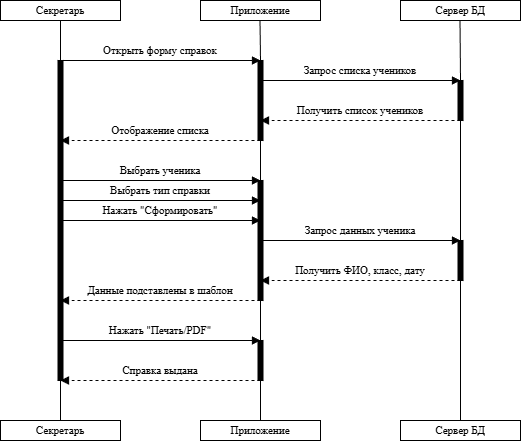 Секретарь
Приложение
Сервер БД
Открыть форму справок
Запрос списка учеников
Получить список учеников
Отображение списка
Выбрать ученика
Выбрать тип справки
Нажать "Сформировать"
Запрос данных ученика
Получить ФИО, класс, дату
Данные подставлены в шаблон
Нажать "Печать/PDF"
Справка выдана
Секретарь
Приложение
Сервер БД